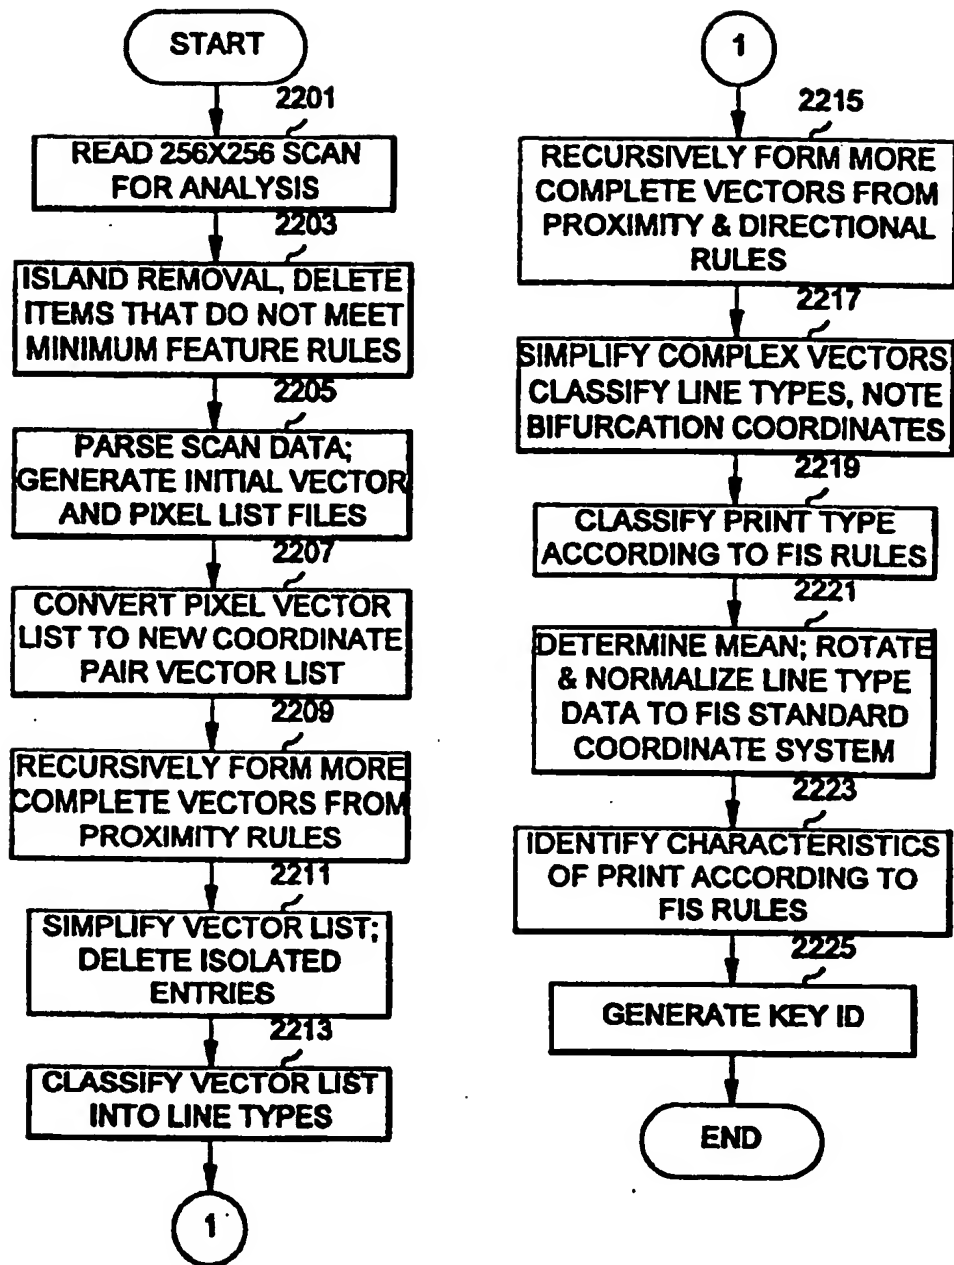 START
2201
READ 256X256 SCAN
FOR ANALYSIS
2203
ISLAND REMOVAL, DELETE
ITEMS THAT DO NOT MEET
MINIMUM FEATURE RULES
2205
PARSE SCAN DATA;
GENERATE INITIAL VECTOR
AND PIXEL LIST FILES
2207
CONVERT PIXEL VECTOR
LIST TO NEW COORDINATE
PAIR VECTOR LIST
2209
RECURSIVELY FORM MORE
COMPLETE VECTORS FROM
PROXIMITY RULES
2211
SIMPLIFY VECTOR LIST;
DELETE ISOLATED
ENTRIES
2213
CLASSIFY VECTOR LIST
INTO LINE TYPES
1
1
2215
RECURSIVELY FORM MORE
COMPLETE VECTORS FROM
PROXIMITY & DIRECTIONAL
RULES
2217
SIMPLIFY COMPLEX VECTORS
CLASSIFY LINE TYPES, NOTE
BIFURCATION COORDINATES
2219
CLASSIFY PRINT TYPE
ACCORDING TO FIS RULES
2221
DETERMINE MEAN; ROTATE
& NORMALIZE LINE TYPE
DATA TO FIS STANDARD
COORDINATE SYSTEM
2223
IDENTIFY CHARACTERISTICS
OF PRINT ACCORDING TO
FIS RULES
2225
GENERATE KEY ID
END